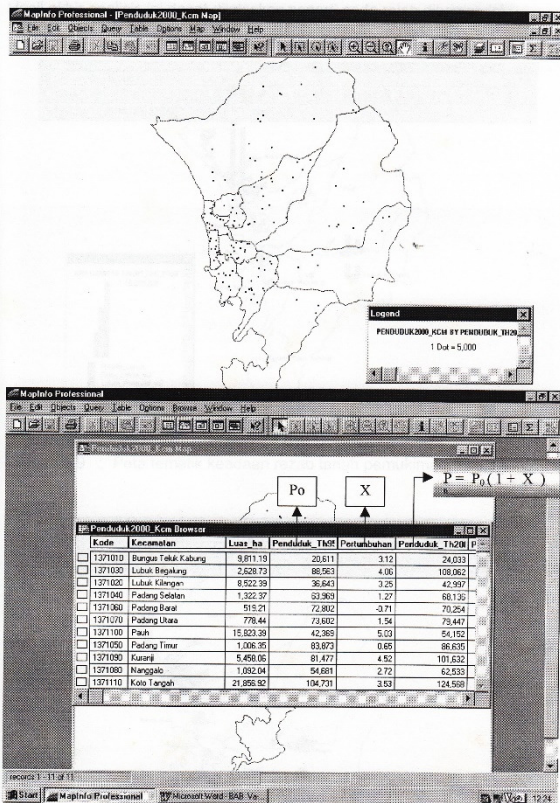 MapInfo Professional - [Penduduk2000_Kcm Map]
File Edit Objects Query Table Options Map Window Help
Legend
PENDUDUK2000_KCM BY PENDUDUK_TH20
1 Dot = 5,000
MapInfo Professional
File Edit Objects Query Table Options Browse Window Help
Penduduk2000_Kcm Map
Po X P = P0 ( 1 + X )
n
Penduduk2000_Kcm Browser
Kode Kecamatan Luas_ha Penduduk_Th9 Pertumbuhan Penduduk_Th20 P
1371010 Bungus Teluk Kabung 9,811.19 20,611 3.12 24,033
1371030 Lubuk Begalung 2,628.73 88,563 4.06 108,062
1371020 Lubuk Kilangan 8,522.39 36,643 3.25 42,997
1371040 Padang Selatan 1,322.37 63,969 1.27 68,136
1371060 Padang Barat 519.21 72,802 -0.71 70,254
1371070 Padang Utara 778.44 73,602 1.54 79,447
1371100 Pauh 15,823.39 42,369 5.03 54,152
1371050 Padang Timur 1,006.35 83,873 0.65 86,635
1371090 Kuranji 5,458.06 81,477 4.52 101,632
1371080 Nanggalo 1,092.04 54,681 2.72 62,533
1371110 Koto Tangah 21,856.92 104,731 3.53 124,568
records 1 - 11 of 11
Start MapInfo Professional Microsoft Word - BAB-Va-... 12:24